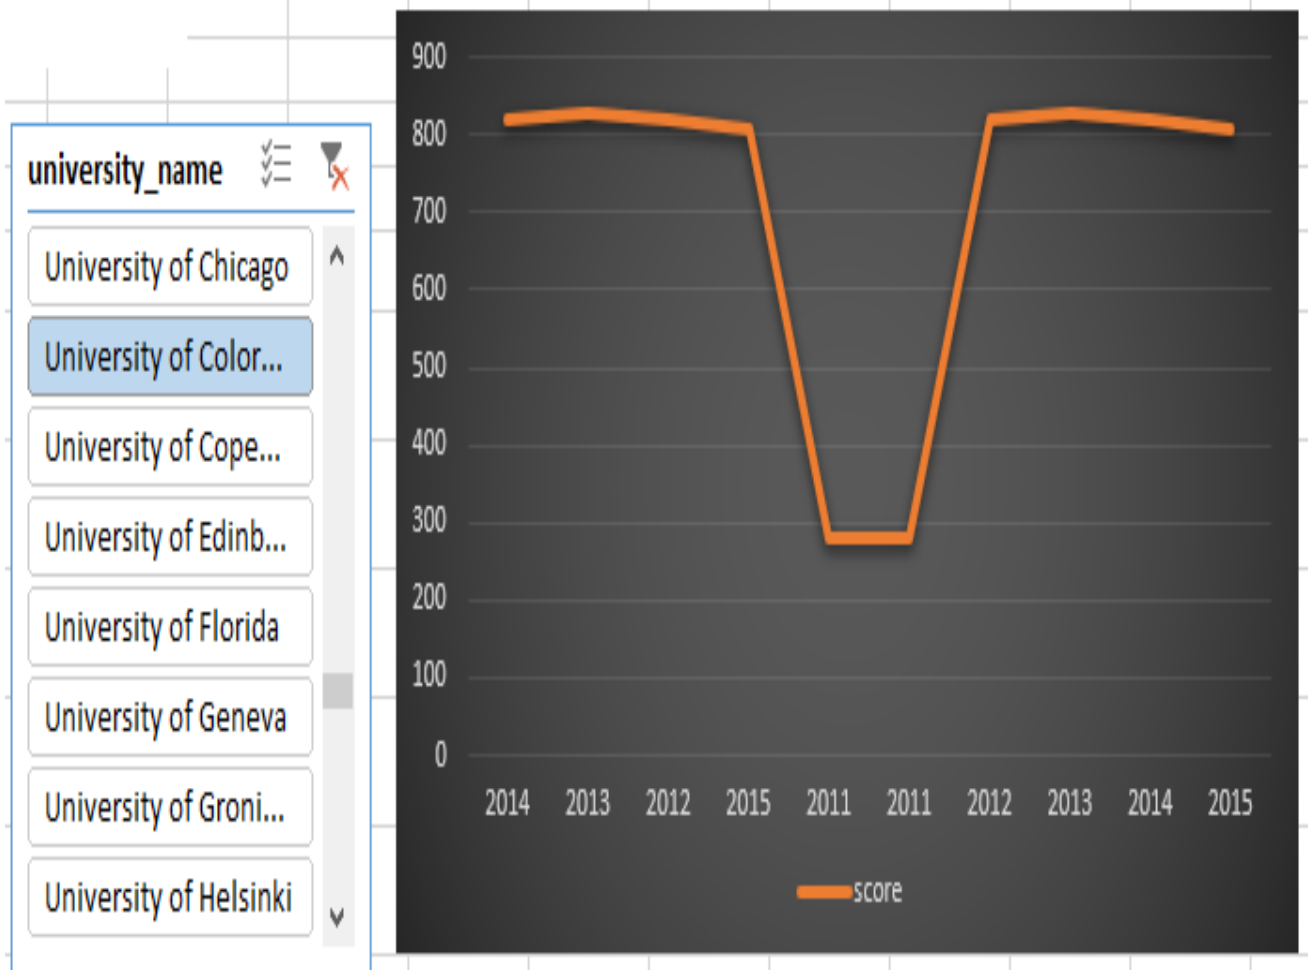 university_name
University of Chicago
University of Color...
University of Cope...
University of Edinb...
University of Florida
University of Geneva
University of Groni...
University of Helsinki
900
800
700
600
500
400
300
200
100
0
2014 2013 2012 2015 2011 2011 2012 2013 2014 2015
score